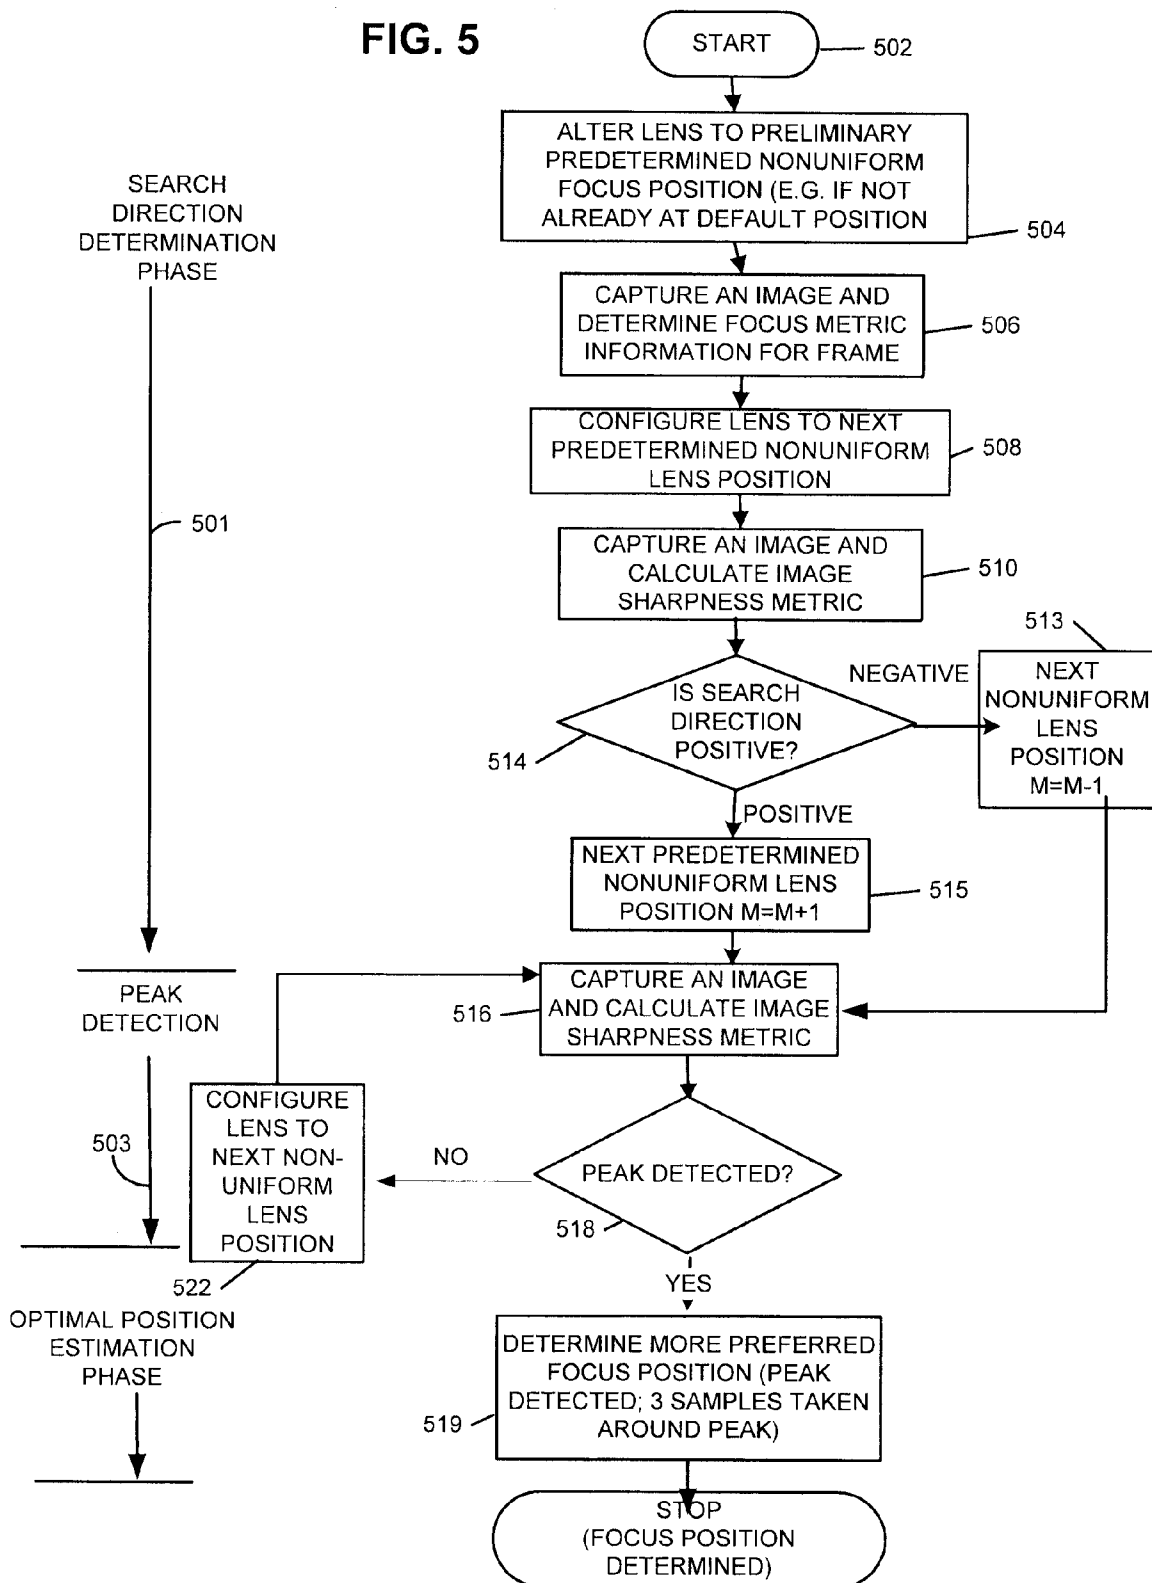 FIG. 5
START
502
ALTER LENS TO PRELIMINARY
PREDETERMINED NONUNIFORM
FOCUS POSITION (E.G. IF NOT
ALREADY AT DEFAULT POSITION
504
SEARCH
DIRECTION
DETERMINATION
PHASE
CAPTURE AN IMAGE AND
DETERMINE FOCUS METRIC
INFORMATION FOR FRAME
506
CONFIGURE LENS TO NEXT
PREDETERMINED NONUNIFORM
LENS POSITION
508
501
CAPTURE AN IMAGE AND
CALCULATE IMAGE
SHARPNESS METRIC
510
IS SEARCH
DIRECTION
POSITIVE?
514
NEGATIVE
513
NEXT
NONUNIFORM
LENS
POSITION
M=M-1
POSITIVE
NEXT PREDETERMINED
NONUNIFORM LENS
POSITION M=M+1
515
PEAK
DETECTION
CAPTURE AN IMAGE
AND CALCULATE IMAGE
SHARPNESS METRIC
516
503
CONFIGURE
LENS TO
NEXT NON-
UNIFORM
LENS
POSITION
522
NO
PEAK DETECTED?
518
YES
OPTIMAL POSITION
ESTIMATION
PHASE
DETERMINE MORE PREFERRED
FOCUS POSITION (PEAK
DETECTED; 3 SAMPLES TAKEN
AROUND PEAK)
519
STOP
(FOCUS POSITION
DETERMINED)